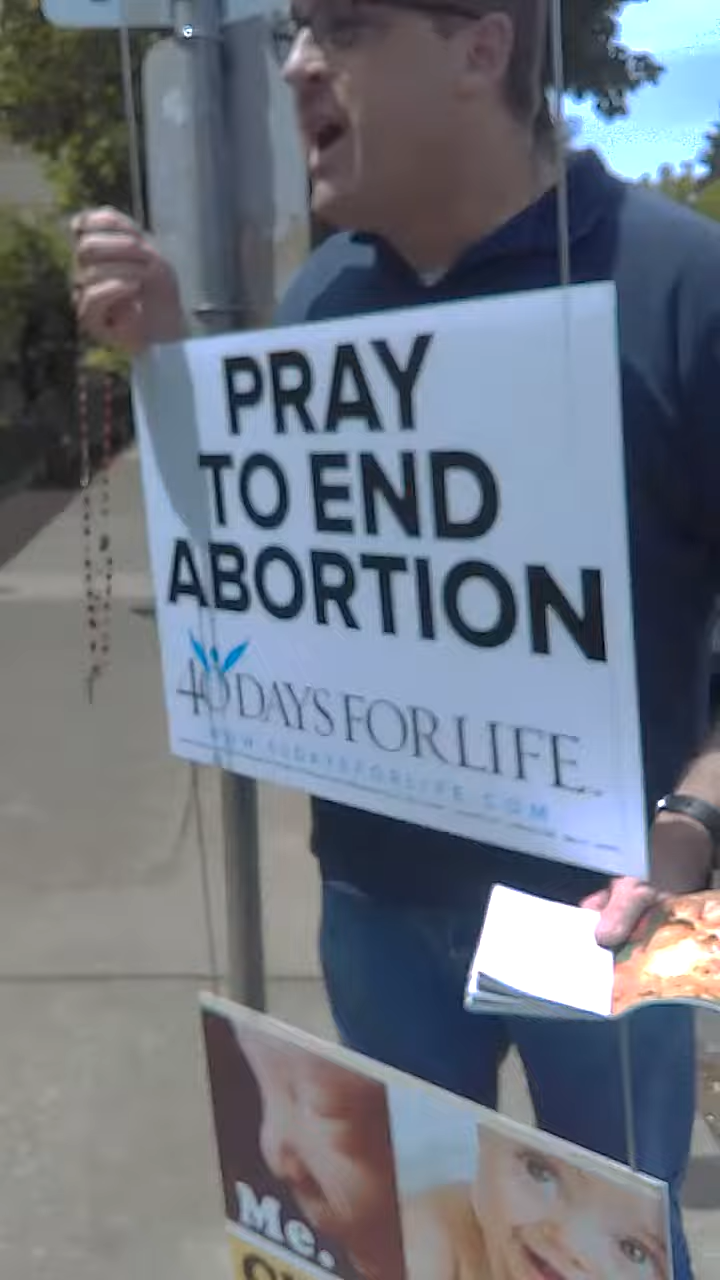 PRAY
TO END
ABORTION
40 DAYS FOR LIFE
WWW.40DAYSFORLIFE.COM
Me.